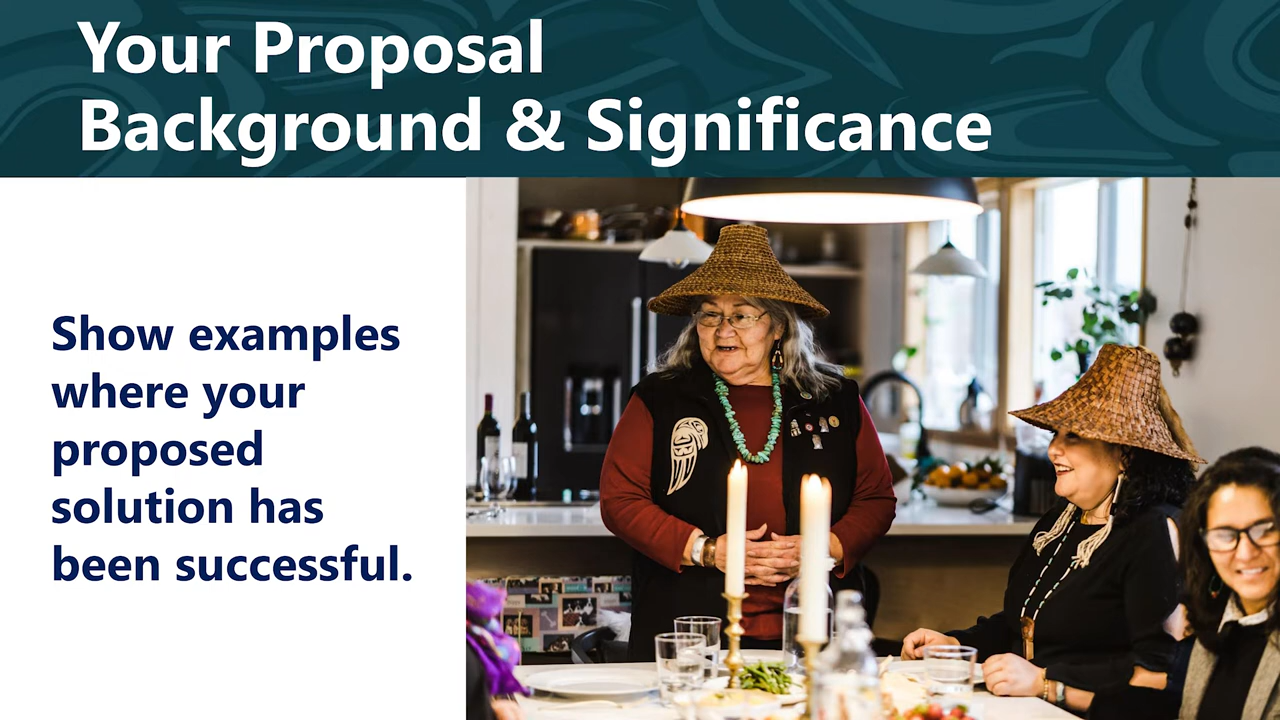 Your Proposal
Background & Significance
Show examples
where your
proposed
solution has
been successful.